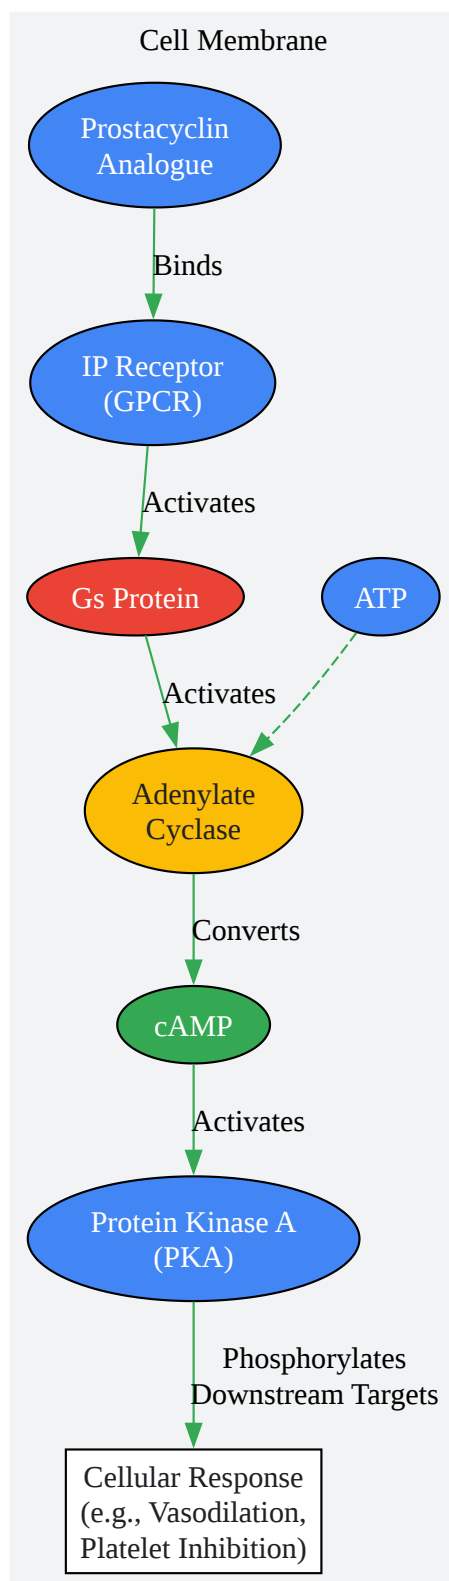 Cell Membrane
Prostacyclin
Analogue
Binds
IP Receptor
(GPCR)
Activates
Gs Protein
ATP
Activates
Adenylate
Cyclase
Converts
cAMP
Activates
Protein Kinase A
(PKA)
Phosphorylates
Downstream Targets
Cellular Response
(e.g., Vasodilation,
Platelet Inhibition)